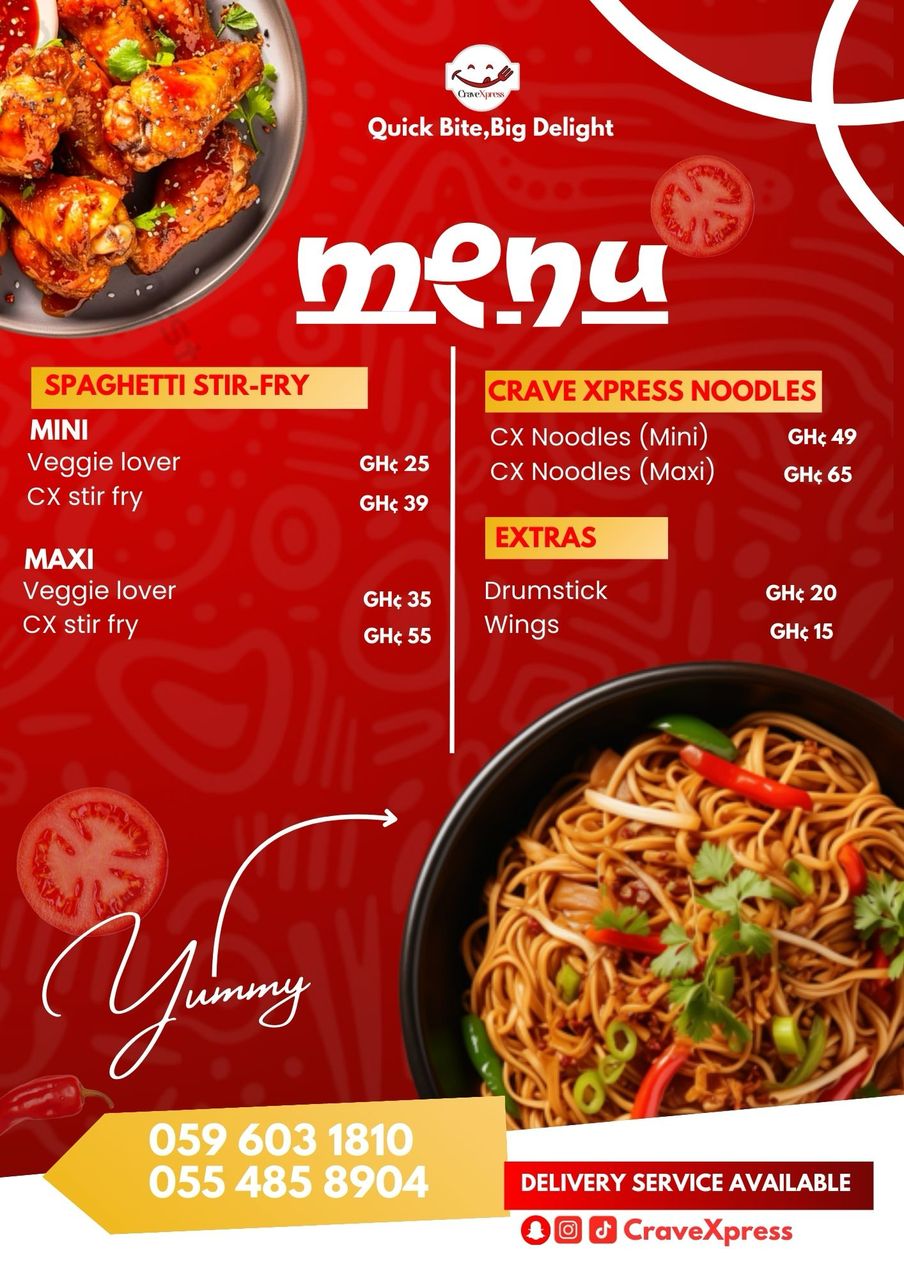 CraveXpress
Quick Bite,Big Delight
menu
SPAGHETTI STIR-FRY
MINI
Veggie lover GH¢ 25
CX stir fry GH¢ 39
MAXI
Veggie lover GH¢ 35
CX stir fry GH¢ 55
CRAVE XPRESS NOODLES
CX Noodles (Mini) GH¢ 49
CX Noodles (Maxi) GH¢ 65
EXTRAS
Drumstick GH¢ 20
Wings GH¢ 15
Yummy
059 603 1810
055 485 8904
DELIVERY SERVICE AVAILABLE
CraveXpress